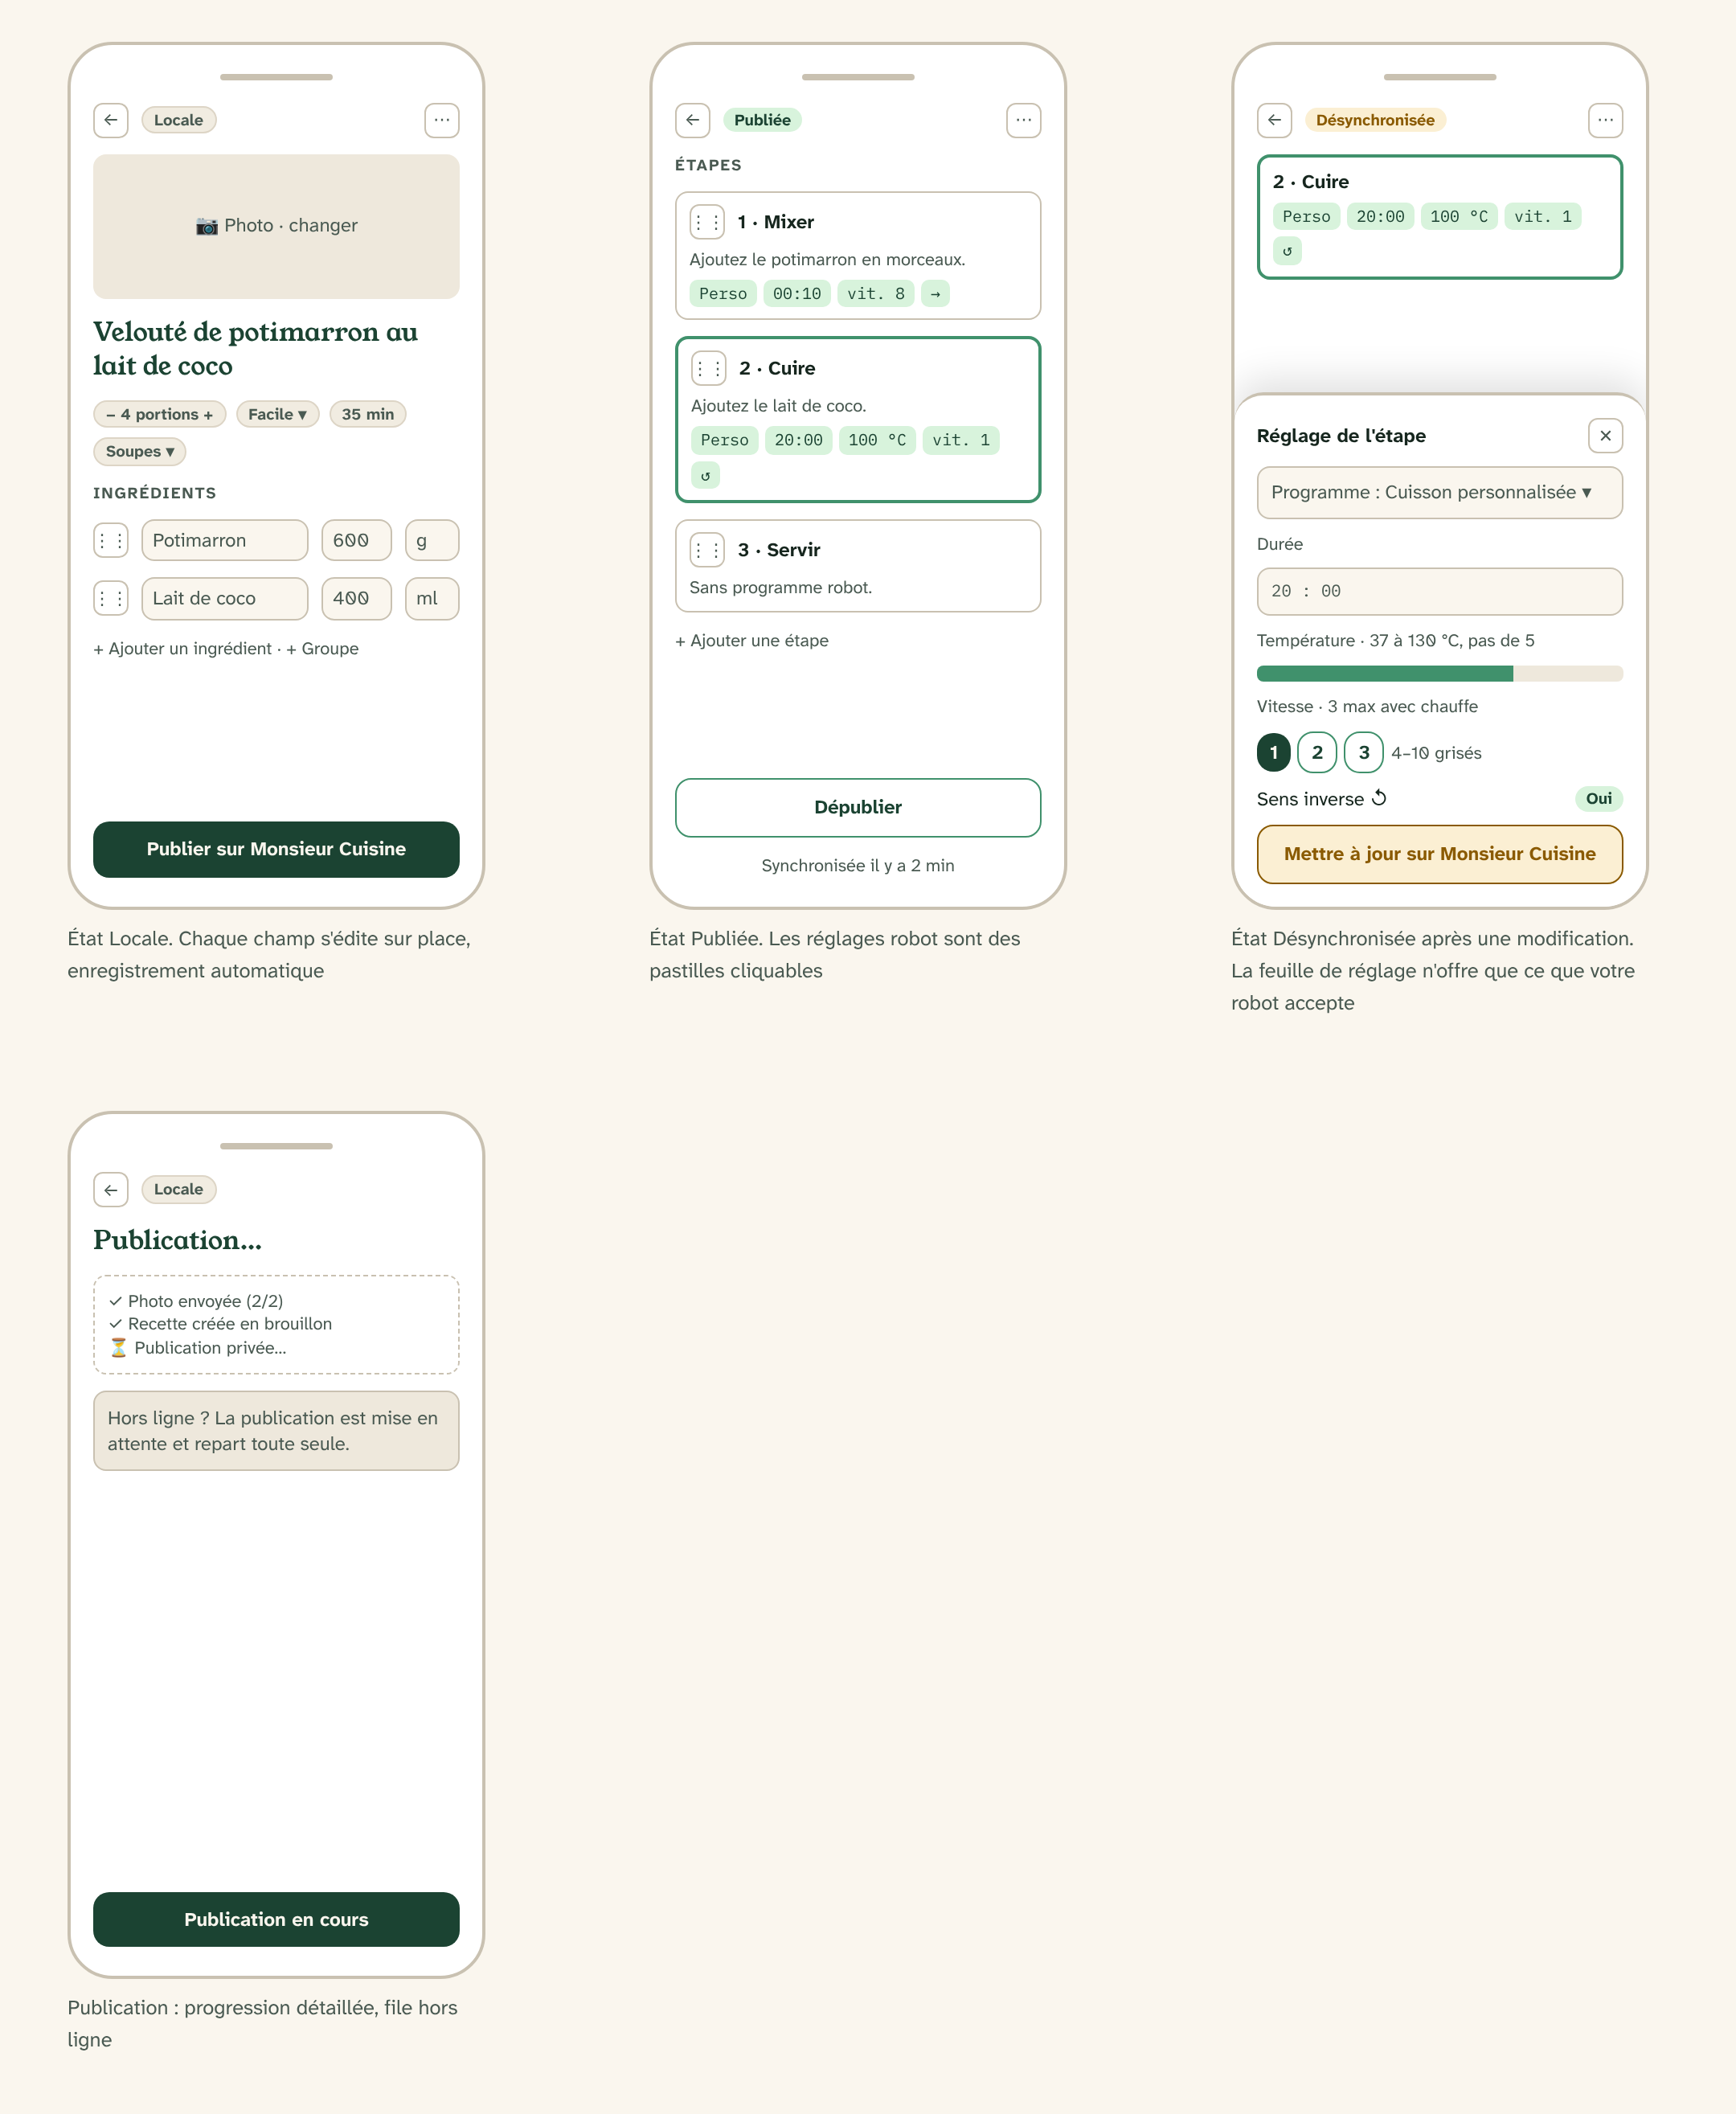 ← Locale ⋯
📷 Photo · changer
Velouté de potimarron au
lait de coco
– 4 portions + Facile ▾ 35 min
Soupes ▾
INGRÉDIENTS
⋮⋮ Potimarron 600 g
⋮⋮ Lait de coco 400 ml
+ Ajouter un ingrédient · + Groupe
Publier sur Monsieur Cuisine
État Locale. Chaque champ s'édite sur place,
enregistrement automatique
← Publiée ⋯
ÉTAPES
⋮⋮ 1 · Mixer
Ajoutez le potimarron en morceaux.
Perso 00:10 vit. 8 →
⋮⋮ 2 · Cuire
Ajoutez le lait de coco.
Perso 20:00 100 °C vit. 1
↺
⋮⋮ 3 · Servir
Sans programme robot.
+ Ajouter une étape
Dépublier
Synchronisée il y a 2 min
État Publiée. Les réglages robot sont des
pastilles cliquables
← Désynchronisée ⋯
2 · Cuire
Perso 20:00 100 °C vit. 1
↺
Réglage de l'étape ✕
Programme : Cuisson personnalisée ▾
Durée
20 : 00
Température · 37 à 130 °C, pas de 5
Vitesse · 3 max avec chauffe
1 2 3 4–10 grisés
Sens inverse ↺ Oui
Mettre à jour sur Monsieur Cuisine
État Désynchronisée après une modification.
La feuille de réglage n'offre que ce que votre
robot accepte
← Locale
Publication…
✓ Photo envoyée (2/2)
✓ Recette créée en brouillon
⏳ Publication privée…
Hors ligne ? La publication est mise en
attente et repart toute seule.
Publication en cours
Publication : progression détaillée, file hors
ligne